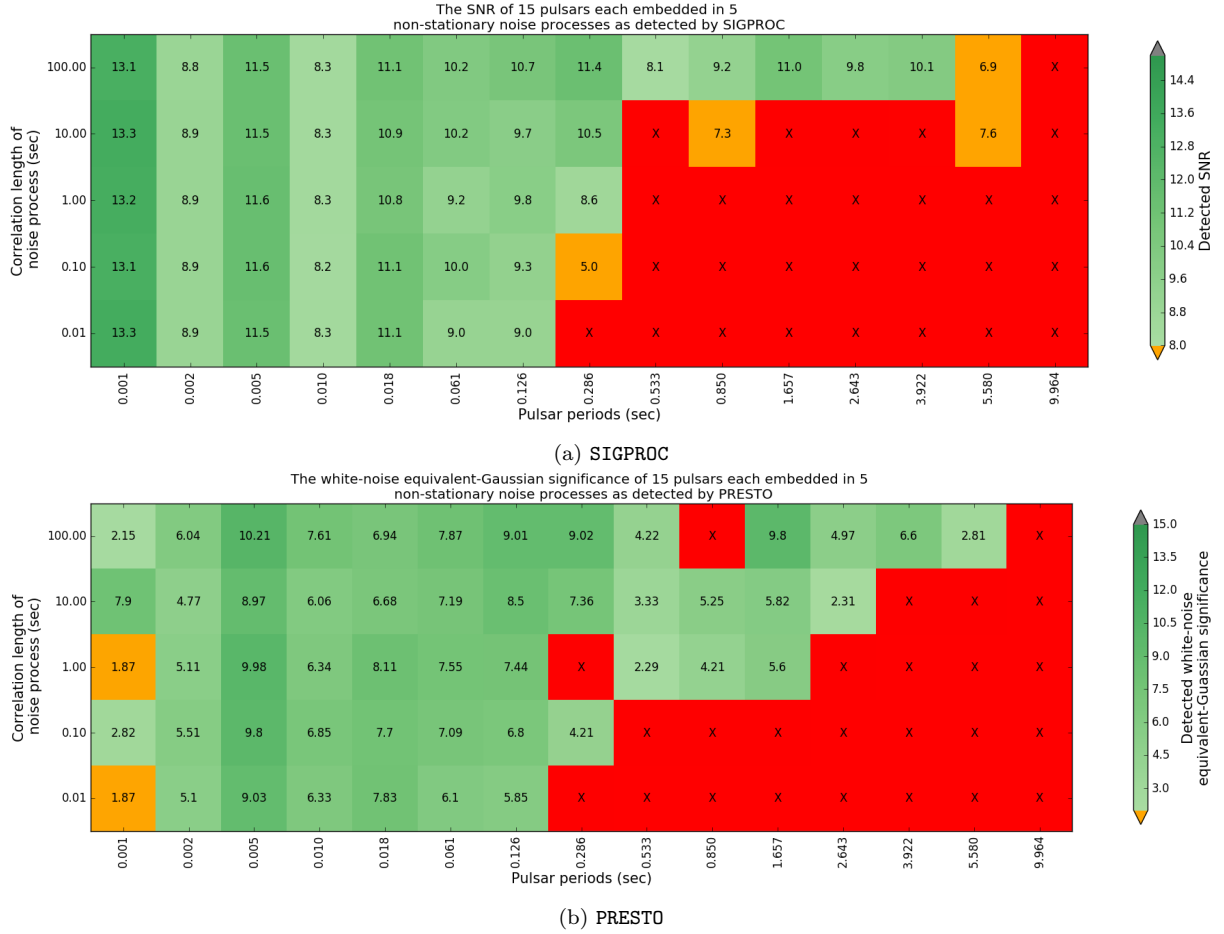 The SNR of 15 pulsars each embedded in 5
non-stationary noise processes as detected by SIGPROC
Correlation length of
noise process (sec)
100.00 13.1 8.8 11.5 8.3 11.1 10.2 10.7 11.4 8.1 9.2 11.0 9.8 10.1 6.9 X
10.00 13.3 8.9 11.5 8.3 10.9 10.2 9.7 10.5 X 7.3 X X X 7.6 X
1.00 13.2 8.9 11.6 8.3 10.8 9.2 9.8 8.6 X X X X X X X
0.10 13.1 8.9 11.6 8.2 11.1 10.0 9.3 5.0 X X X X X X X
0.01 13.3 8.9 11.5 8.3 11.1 9.0 9.0 X X X X X X X X
0.001 0.002 0.005 0.010 0.018 0.061 0.126 0.286 0.533 0.850 1.657 2.643 3.922 5.580 9.964
Pulsar periods (sec)
14.4
13.6
12.8
12.0
11.2
10.4
9.6
8.8
8.0
Detected SNR
(a) SIGPROC
The white-noise equivalent-Gaussian significance of 15 pulsars each embedded in 5
non-stationary noise processes as detected by PRESTO
Correlation length of
noise process (sec)
100.00 2.15 6.04 10.21 7.61 6.94 7.87 9.01 9.02 4.22 X 9.8 4.97 6.6 2.81 X
10.00 7.9 4.77 8.97 6.06 6.68 7.19 8.5 7.36 3.33 5.25 5.82 2.31 X X X
1.00 1.87 5.11 9.98 6.34 8.11 7.55 7.44 X 2.29 4.21 5.6 X X X X
0.10 2.82 5.51 9.8 6.85 7.7 7.09 6.8 4.21 X X X X X X X
0.01 1.87 5.1 9.03 6.33 7.83 6.1 5.85 X X X X X X X X
0.001 0.002 0.005 0.010 0.018 0.061 0.126 0.286 0.533 0.850 1.657 2.643 3.922 5.580 9.964
Pulsar periods (sec)
15.0
13.5
12.0
10.5
9.0
7.5
6.0
4.5
3.0
Detected white-noise
equivalent-Guassian significance
(b) PRESTO